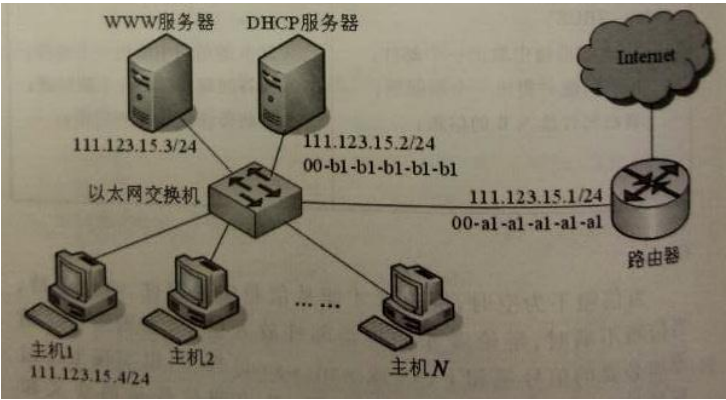 WWW服务器
DHCP服务器
Internet
111.123.15.3/24
111.123.15.2/24
00-b1-b1-b1-b1-b1
以太网交换机
111.123.15.1/24
00-a1-a1-a1-a1-a1
路由器
... ...
主机1
主机2
主机N
111.123.15.4/24